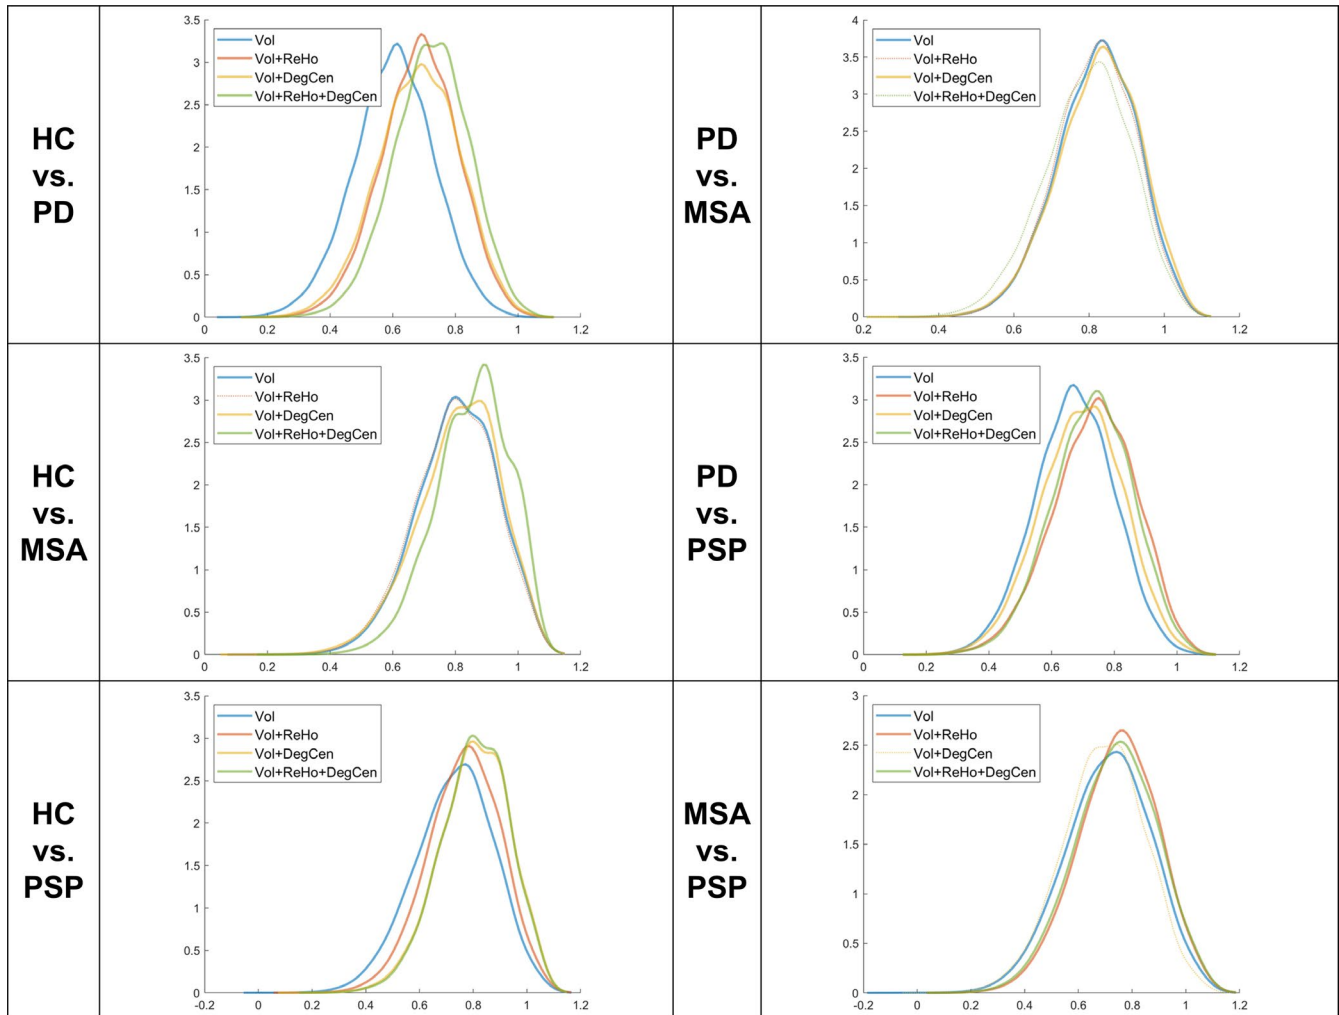 HC
vs.
PD
3.5
3
2.5
2
1.5
1
0.5
0
0 0.2 0.4 0.6 0.8 1 1.2
Vol
Vol+ReHo
Vol+DegCen
Vol+ReHo+DegCen
PD
vs.
MSA
4
3.5
3
2.5
2
1.5
1
0.5
0
0.2 0.4 0.6 0.8 1 1.2
Vol
Vol+ReHo
Vol+DegCen
Vol+ReHo+DegCen
HC
vs.
MSA
3.5
3
2.5
2
1.5
1
0.5
0
0 0.2 0.4 0.6 0.8 1 1.2
Vol
Vol+ReHo
Vol+DegCen
Vol+ReHo+DegCen
PD
vs.
PSP
3.5
3
2.5
2
1.5
1
0.5
0
0 0.2 0.4 0.6 0.8 1 1.2
Vol
Vol+ReHo
Vol+DegCen
Vol+ReHo+DegCen
HC
vs.
PSP
3.5
3
2.5
2
1.5
1
0.5
0
-0.2 0 0.2 0.4 0.6 0.8 1 1.2
Vol
Vol+ReHo
Vol+DegCen
Vol+ReHo+DegCen
MSA
vs.
PSP
3
2.5
2
1.5
1
0.5
0
-0.2 0 0.2 0.4 0.6 0.8 1 1.2
Vol
Vol+ReHo
Vol+DegCen
Vol+ReHo+DegCen